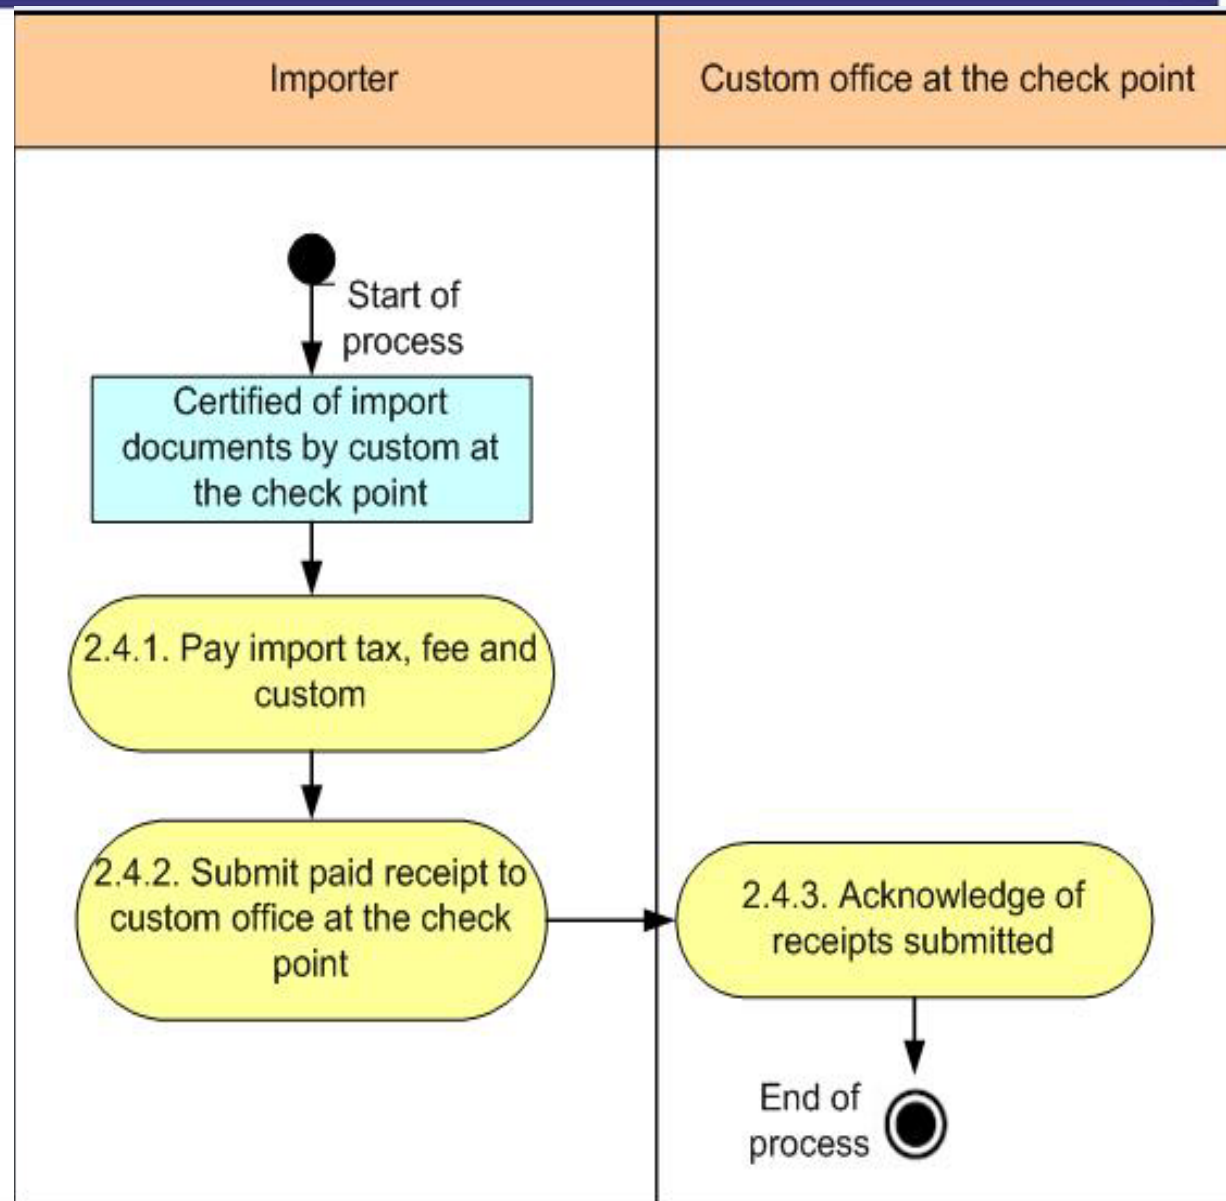 Importer
Custom office at the check point
Start of
process
Certified of import
documents by custom at
the check point
2.4.1. Pay import tax, fee and
custom
2.4.2. Submit paid receipt to
custom office at the check
point
2.4.3. Acknowledge of
receipts submitted
End of
process